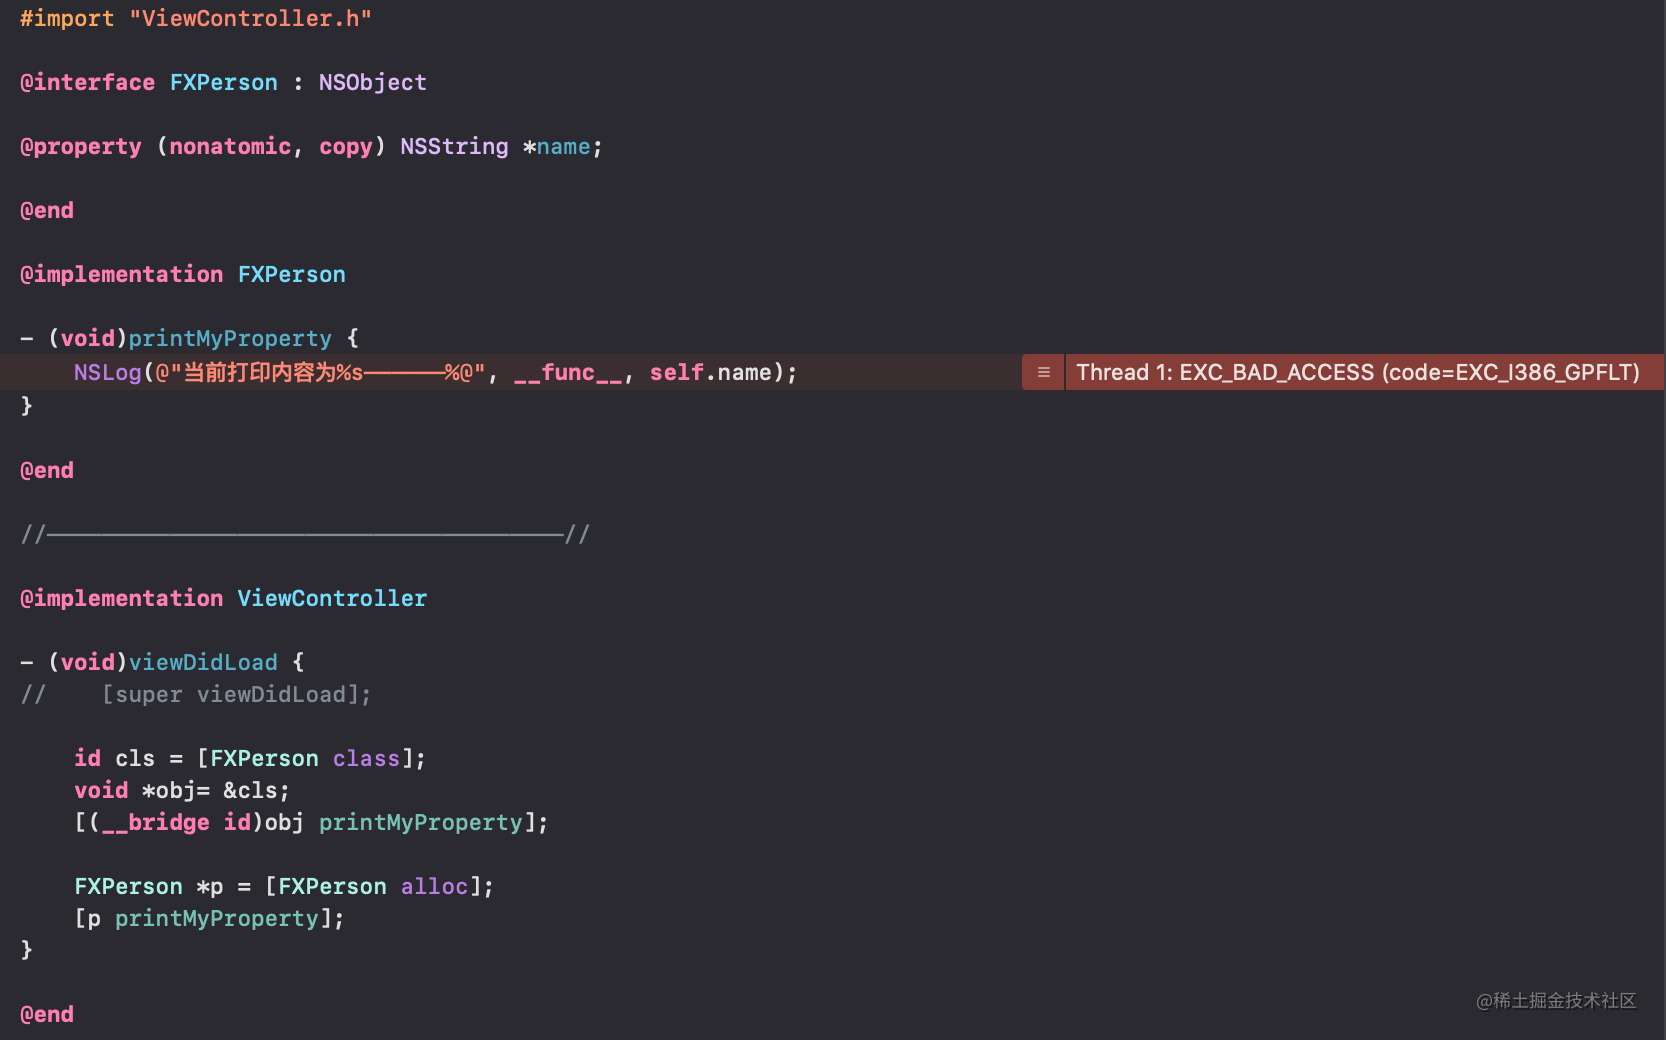 #import "ViewController.h"
@interface FXPerson : NSObject
@property (nonatomic, copy) NSString *name;
@end
@implementation FXPerson
- (void)printMyProperty {
    NSLog(@"当前打印内容为%s——————%@", __func__, self.name);
Thread 1: EXC_BAD_ACCESS (code=EXC_I386_GPFLT)
}
@end
//——————————————————————————————————————//
@implementation ViewController
- (void)viewDidLoad {
//    [super viewDidLoad];
    id cls = [FXPerson class];
    void *obj= &cls;
    [(__bridge id)obj printMyProperty];
    FXPerson *p = [FXPerson alloc];
    [p printMyProperty];
}
@end
@稀土掘金技术社区